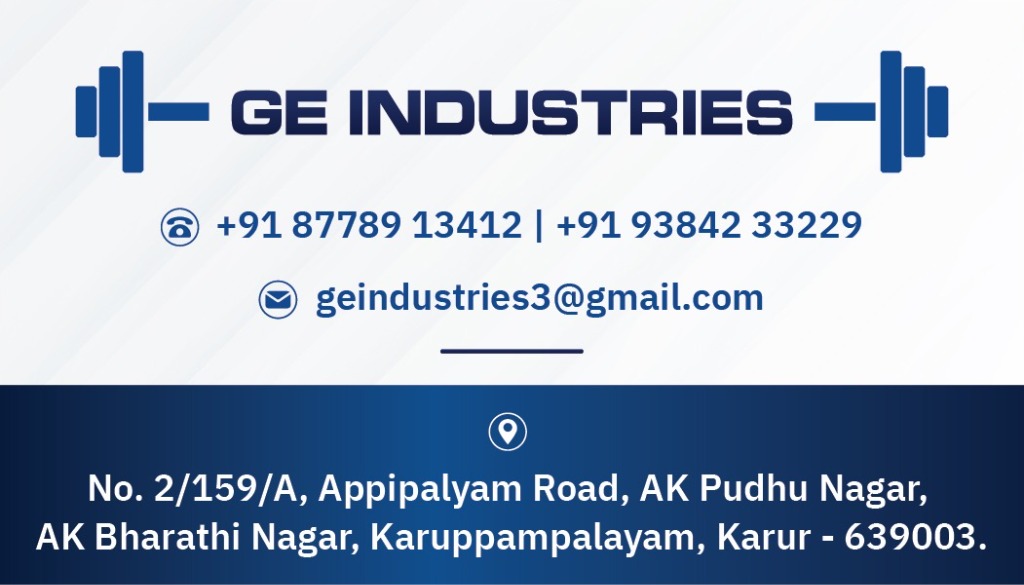 GE INDUSTRIES
+91 87789 13412 | +91 93842 33229
geindustries3@gmail.com
No. 2/159/A, Appipalyam Road, AK Pudhu Nagar,
AK Bharathi Nagar, Karuppampalayam, Karur - 639003.